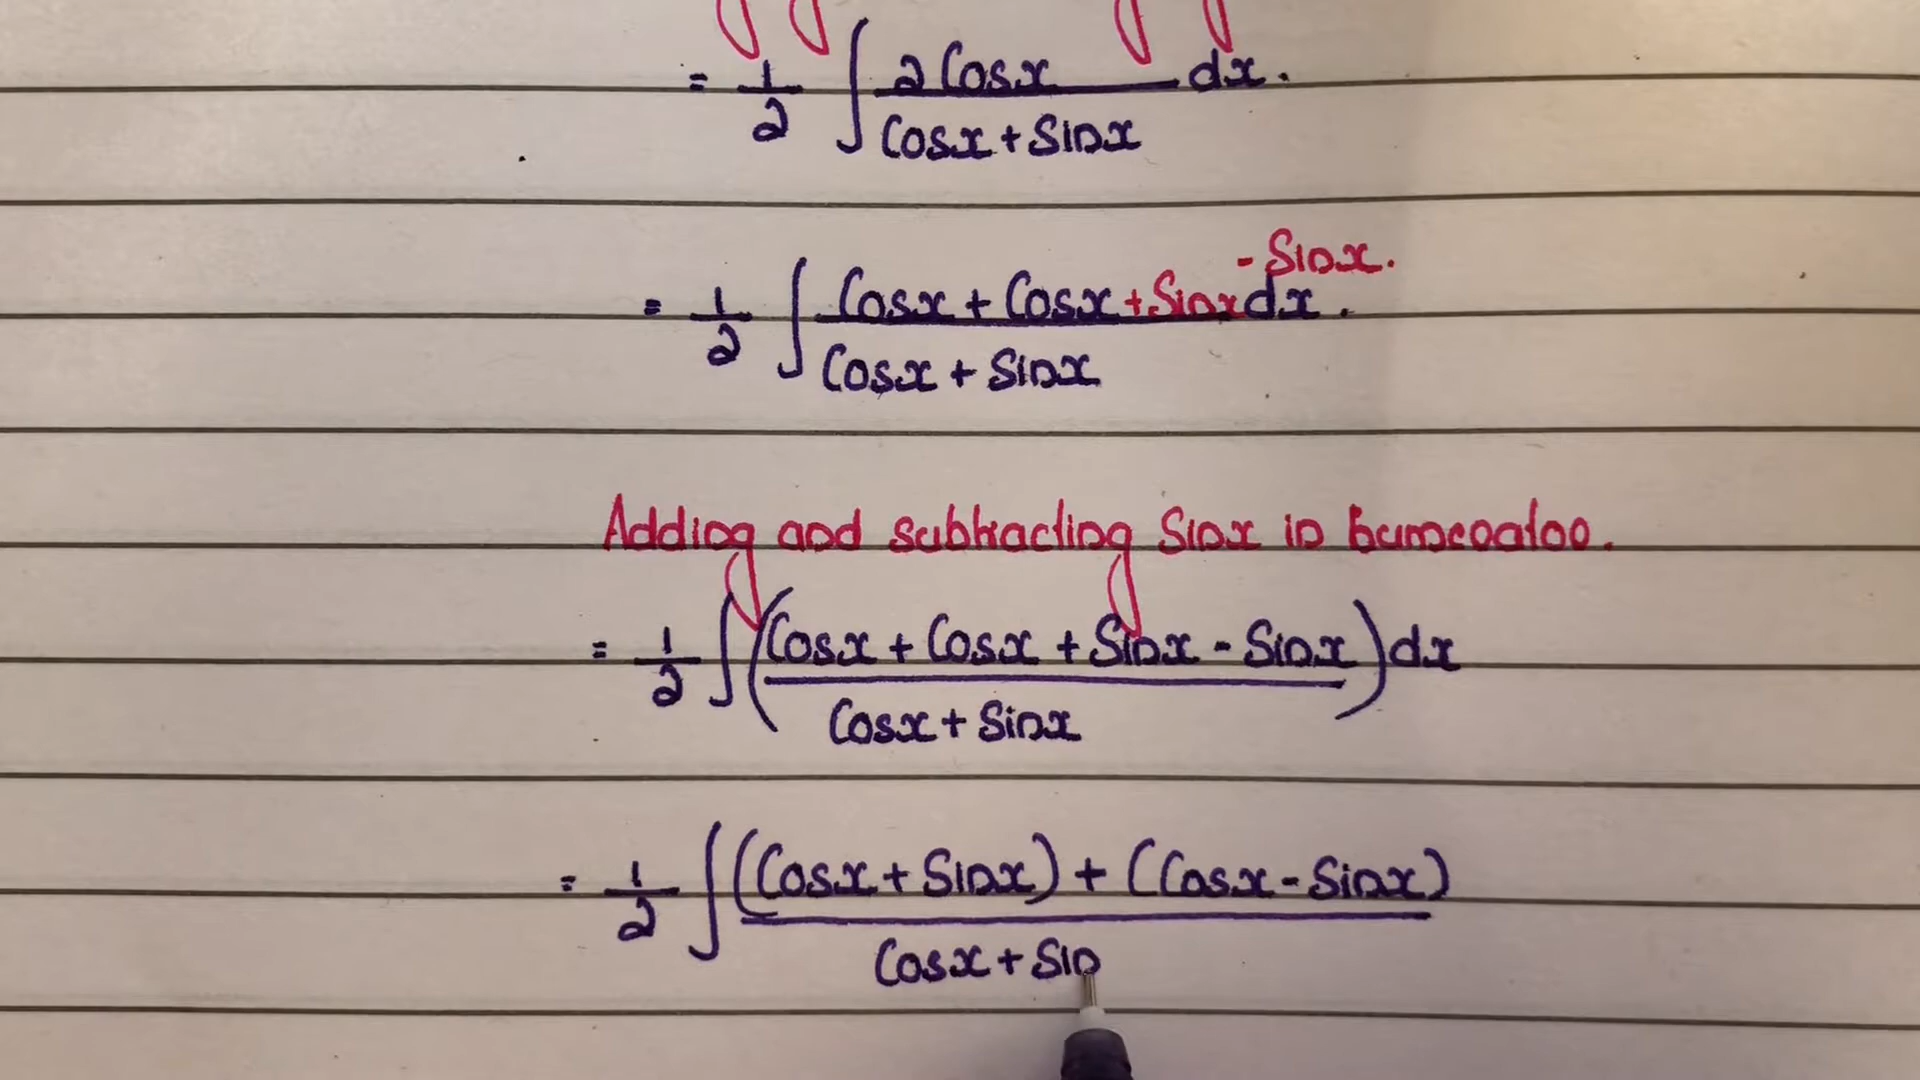 = 1/2 ∫ 2Cosx / Cosx + Sinx dx.
- Sinx.
= 1/2 ∫ Cosx + Cosx + Sinx / Cosx + Sinx dx.
Adding and subtracting Sinx in
= 1/2 ∫ (Cosx + Cosx + Sinx - Sinx / Cosx + Sinx) dx
= 1/2 ∫ (Cosx + Sinx) + (Cosx - Sinx) / Cosx + Sin